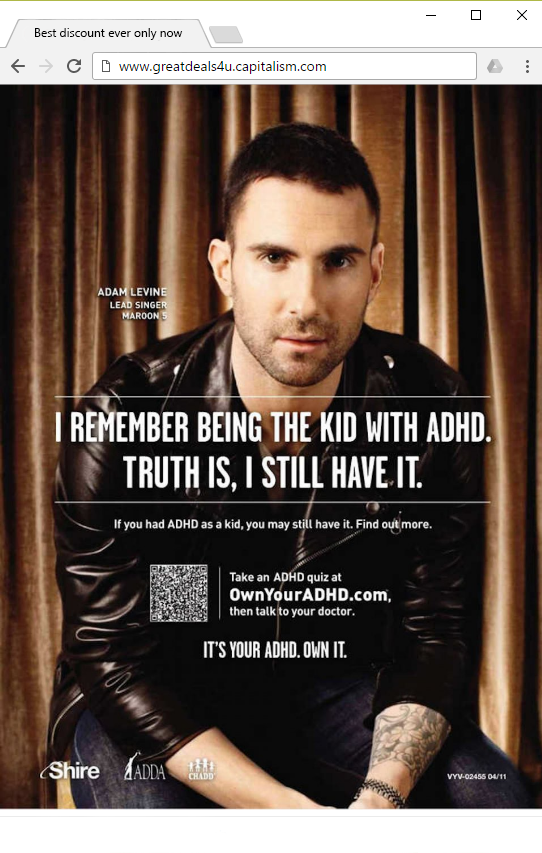 Best discount ever only now
www.greatdeals4u.capitalism.com
ADAM LEVINE
LEAD SINGER
MAROON 5
I REMEMBER BEING THE KID WITH ADHD.
TRUTH IS, I STILL HAVE IT.
If you had ADHD as a kid, you may still have it. Find out more.
Take an ADHD quiz at
OwnYourADHD.com,
then talk to your doctor.
IT'S YOUR ADHD. OWN IT.
Shire
ADDA
CHADD
VYV-02455 04/11